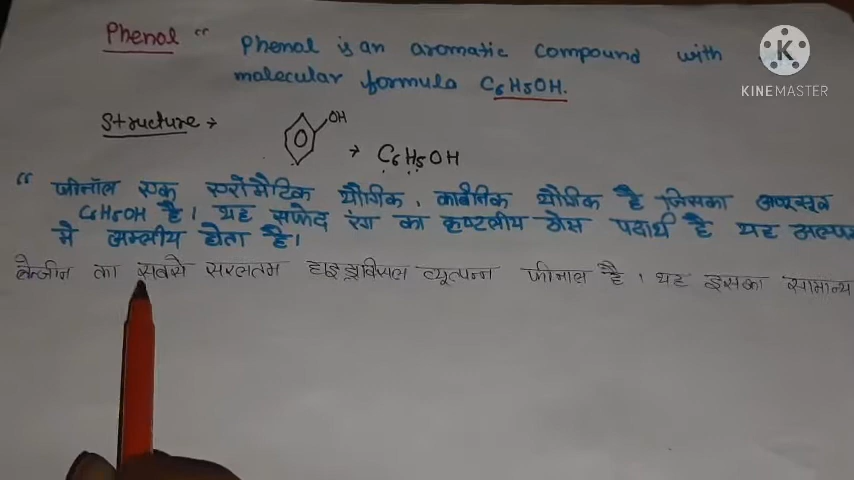 Phenol " Phenol is an aromatic compound with
molecular formula C6H5OH.
KINEMASTER
Structure → OH → C6H5OH
" फीनॉल एक एरोमैटिक यौगिक, कार्बनिक यौगिक है जिसका अणुसूत्र
C6H5OH है। यह सफेद रंग का क्रष्टलीय ठोस पदार्थ है यह अल्प
मे अम्लीय होता है।
बेन्जीन का सबसे सरलतम हाइड्रोक्सिल व्युत्पन्न फीनाल है। यह इसका सामान्य